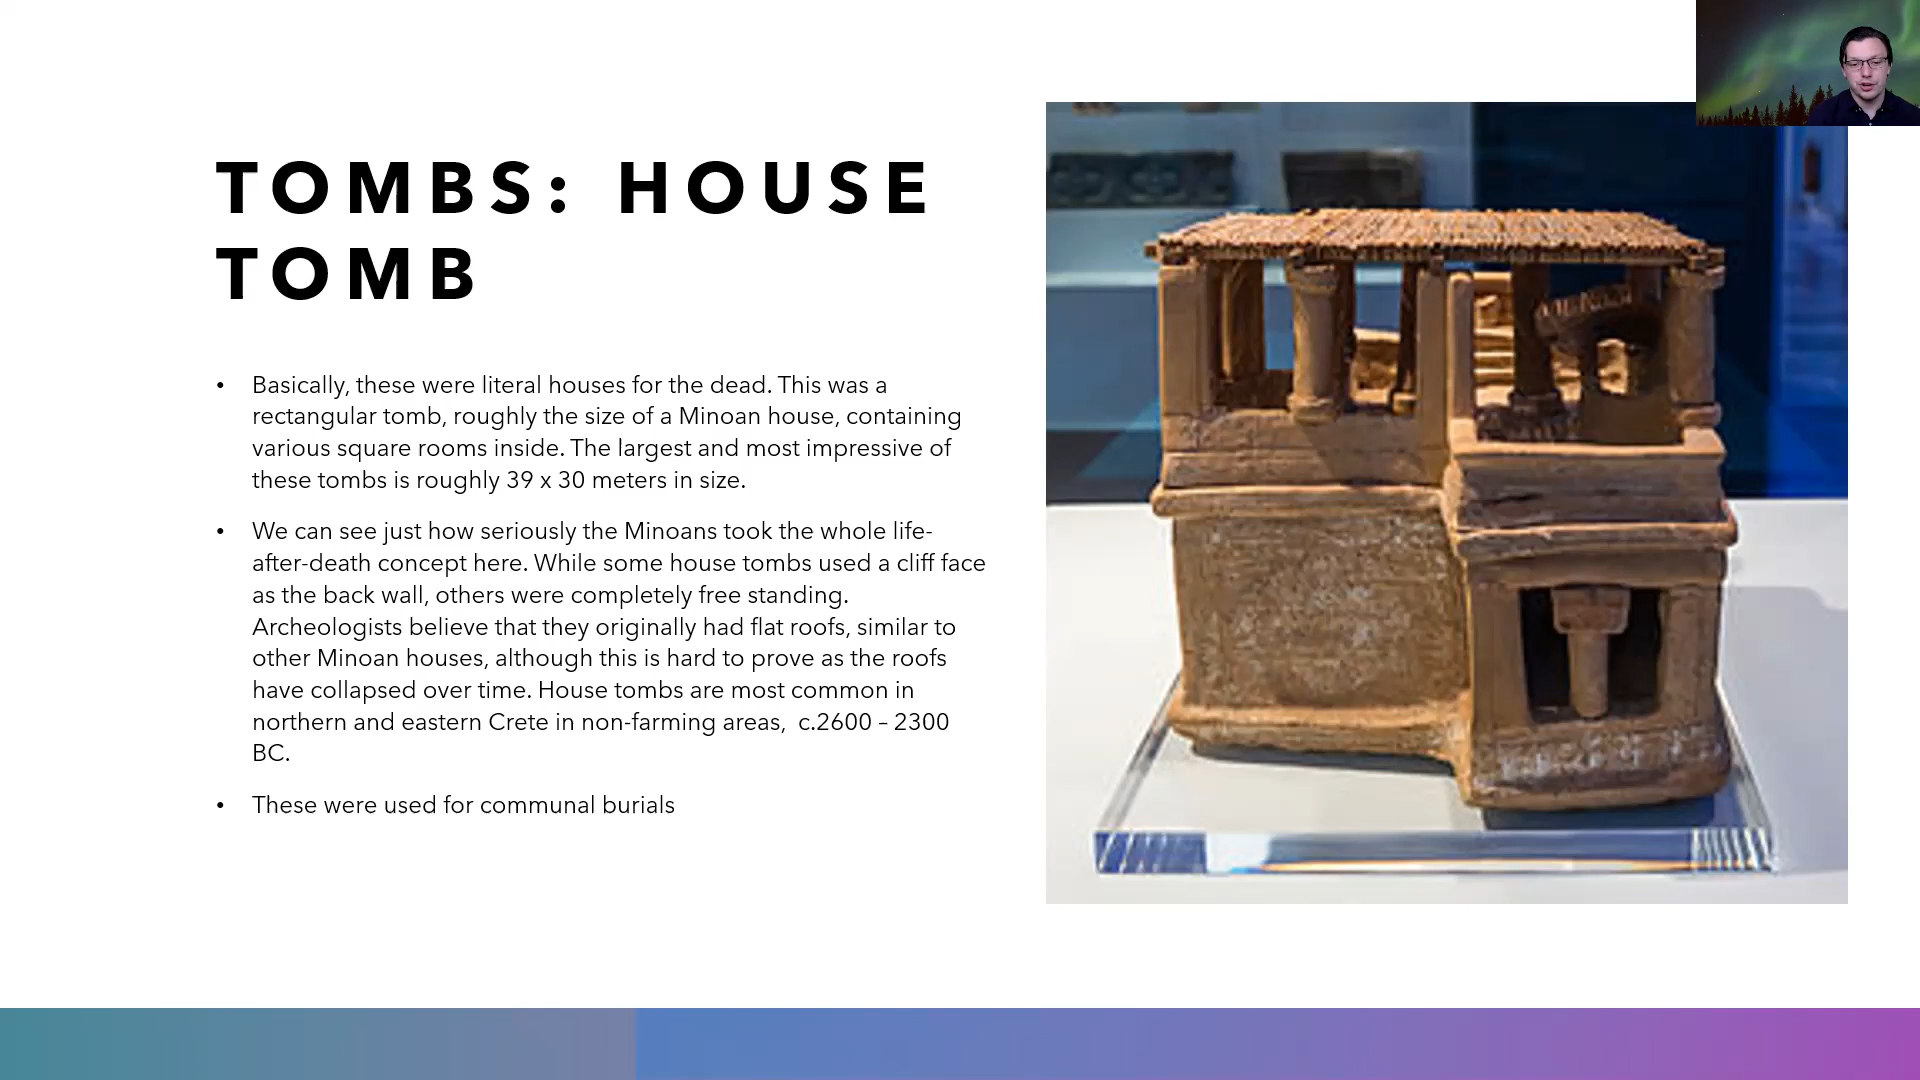 TOMBS: HOUSE
TOMB
• Basically, these were literal houses for the dead. This was a
rectangular tomb, roughly the size of a Minoan house, containing
various square rooms inside. The largest and most impressive of
these tombs is roughly 39 x 30 meters in size.
• We can see just how seriously the Minoans took the whole life-
after-death concept here. While some house tombs used a cliff face
as the back wall, others were completely free standing.
Archeologists believe that they originally had flat roofs, similar to
other Minoan houses, although this is hard to prove as the roofs
have collapsed over time. House tombs are most common in
northern and eastern Crete in non-farming areas,  c.2600 – 2300
BC.
• These were used for communal burials